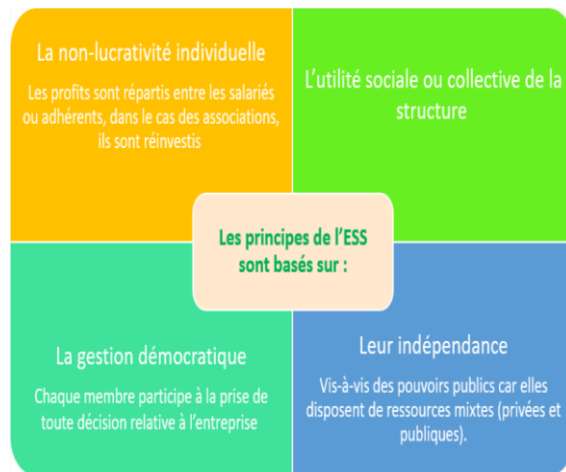 La non-lucrativité individuelle
Les profits sont répartis entre les salariés
ou adhérents, dans le cas des associations,
ils sont réinvestis
L'utilité sociale ou collective de la
structure
Les principes de l'ESS
sont basés sur :
La gestion démocratique
Chaque membre participe à la prise de
toute décision relative à l'entreprise
Leur indépendance
Vis-à-vis des pouvoirs publics car elles
disposent de ressources mixtes (privées et
publiques).